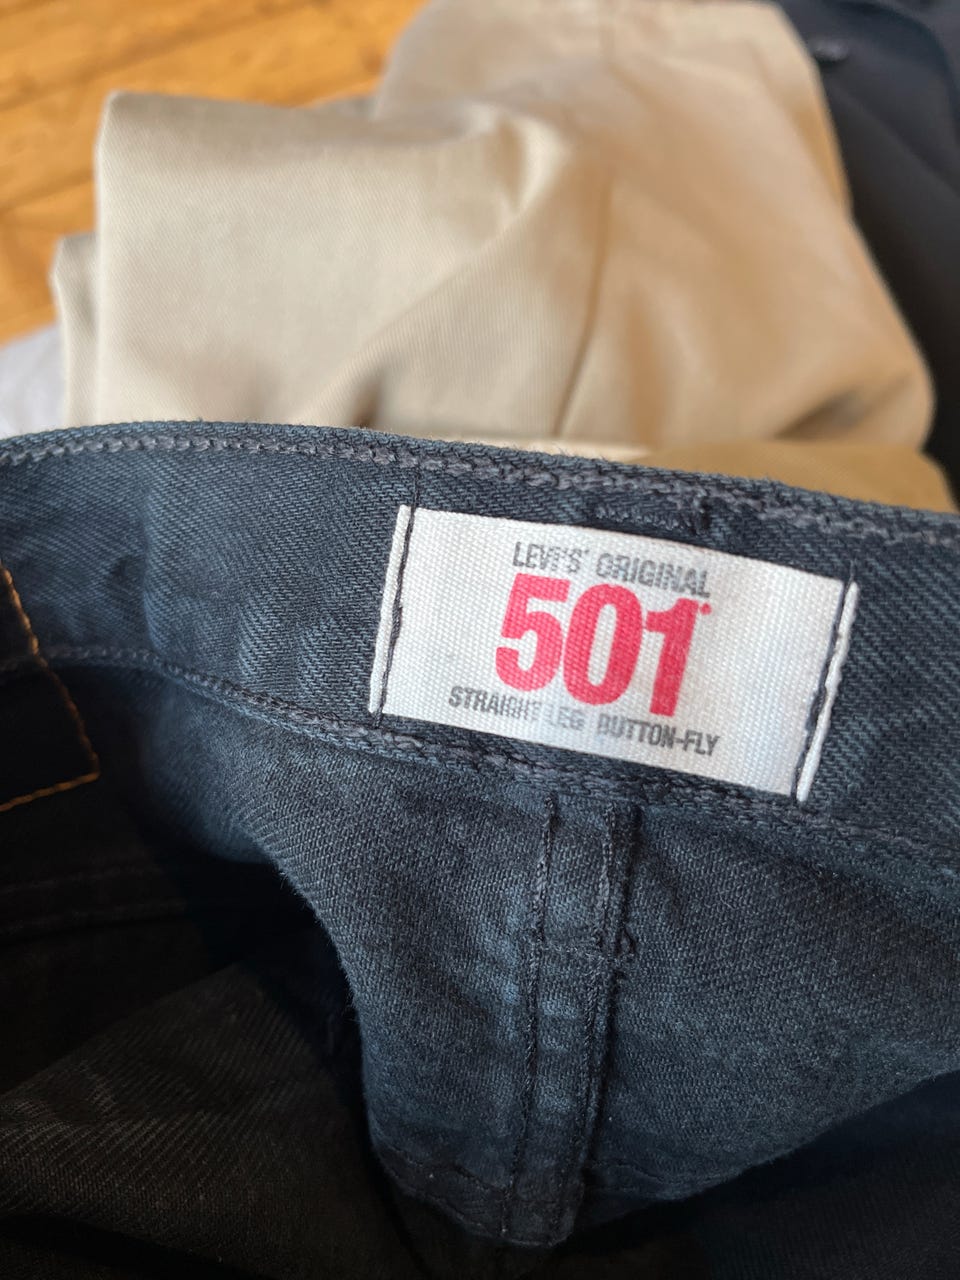 LEVI'S® ORIGINAL
501®
STRAIGHT LEG BUTTON-FLY